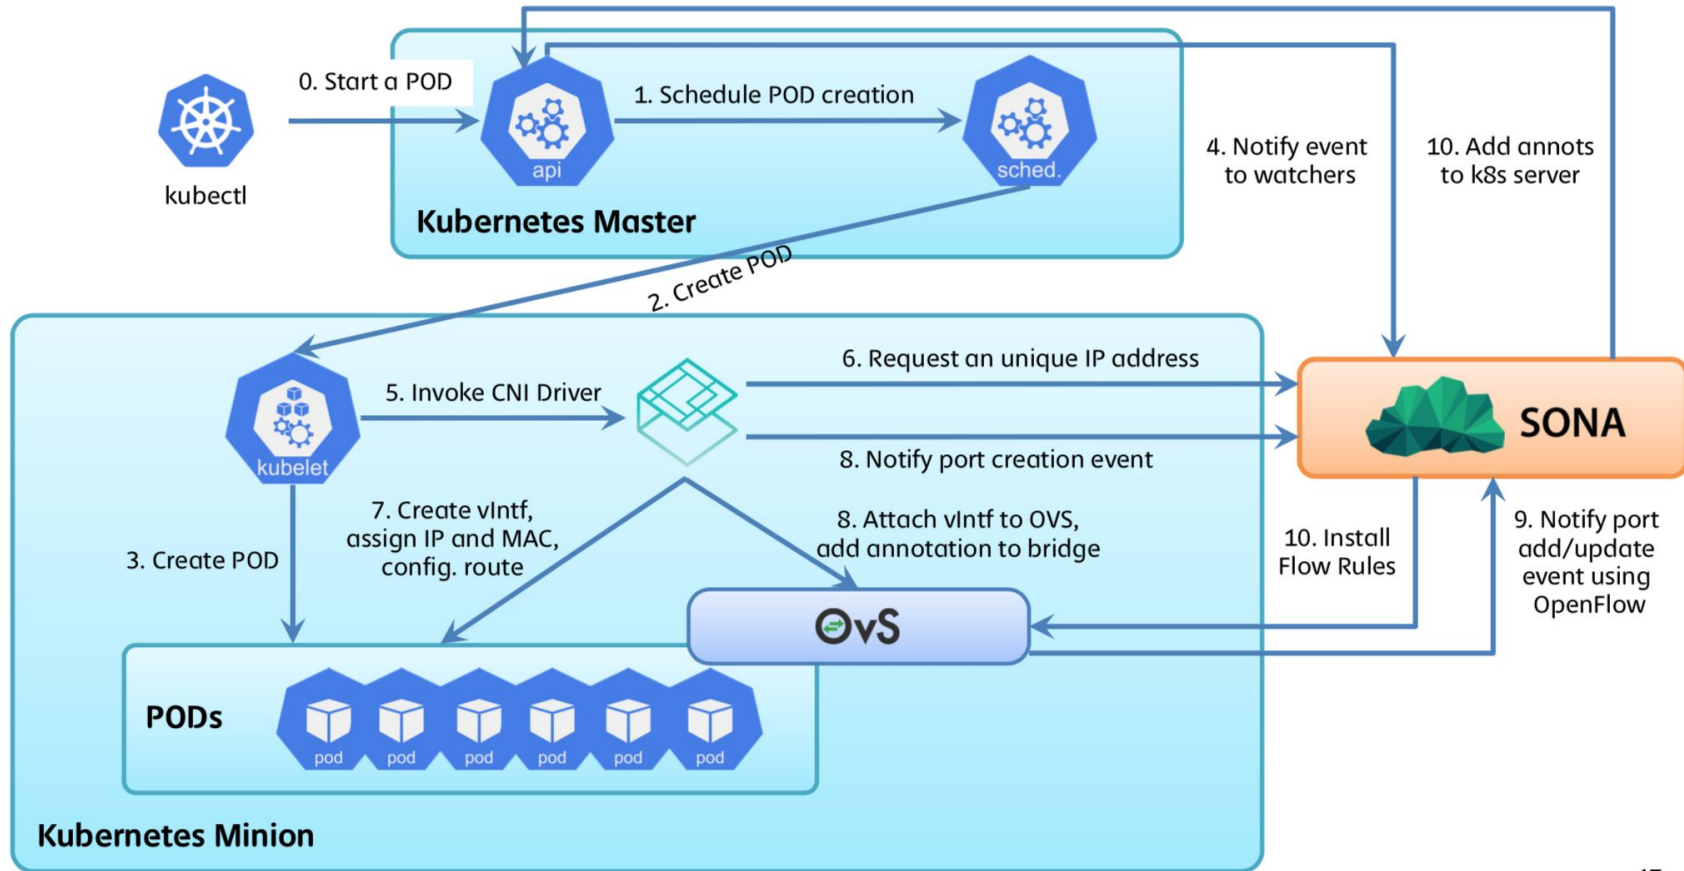 0. Start a POD
kubectl
api
1. Schedule POD creation
sched.
Kubernetes Master
4. Notify event
to watchers
10. Add annots
to k8s server
2. Create POD
kubelet
5. Invoke CNI Driver
6. Request an unique IP address
8. Notify port creation event
SONA
3. Create POD
7. Create vIntf,
assign IP and MAC,
config. route
8. Attach vIntf to OVS,
add annotation to bridge
10. Install
Flow Rules
9. Notify port
add/update
event using
OpenFlow
OvS
PODs
pod
pod
pod
pod
pod
pod
Kubernetes Minion